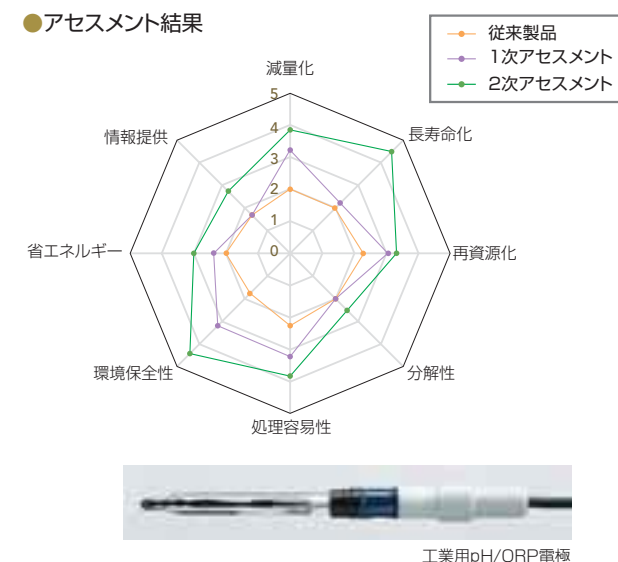 ●アセスメント結果
従来製品
1次アセスメント
2次アセスメント
減量化
5
4
3
2
1
0
長寿命化
再資源化
分解性
処理容易性
環境保全性
省エネルギー
情報提供
工業用pH/ORP電極